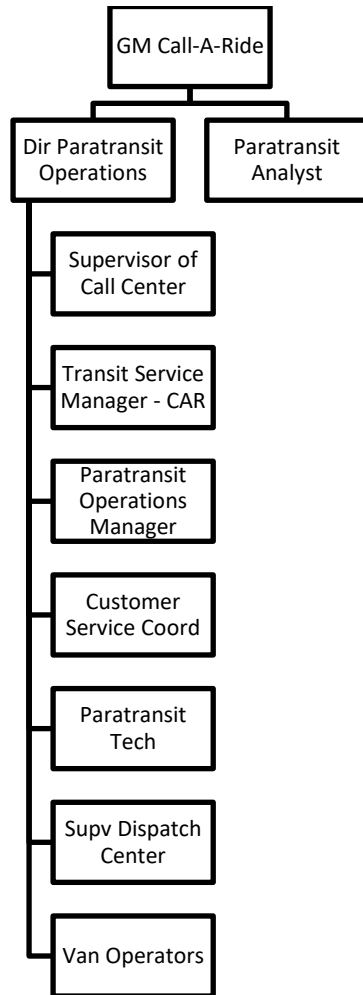 GM Call-A-Ride
Dir Paratransit
Operations
Paratransit
Analyst
Supervisor of
Call Center
Transit Service
Manager - CAR
Paratransit
Operations
Manager
Customer
Service Coord
Paratransit
Tech
Supv Dispatch
Center
Van Operators